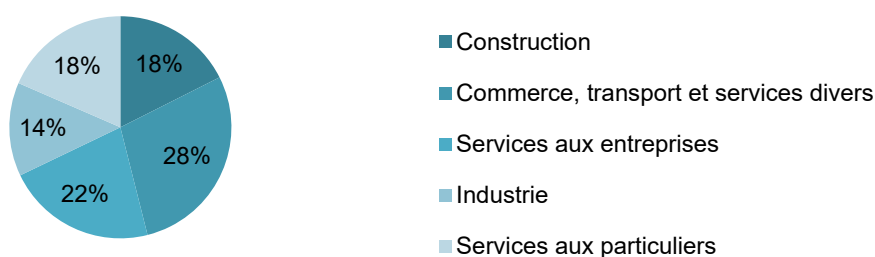 18%
18%
14%
28%
22%
Construction
Commerce, transport et services divers
Services aux entreprises
Industrie
Services aux particuliers